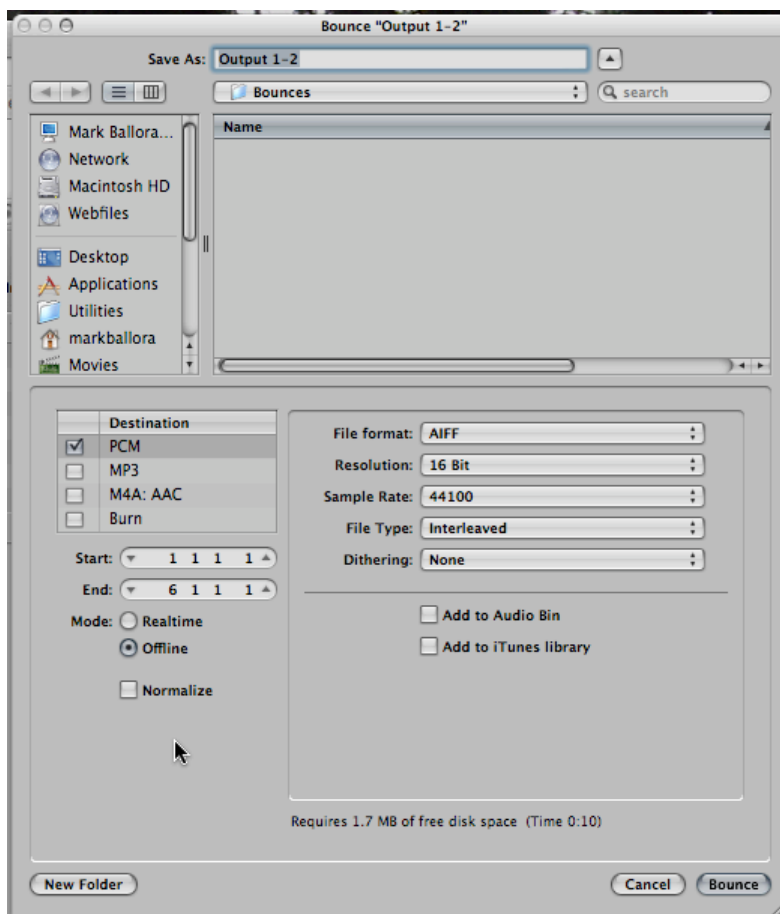 Bounce "Output 1-2"
Save As: Output 1-2
Bounces
search
Mark Ballora...
Network
Macintosh HD
Webfiles
Desktop
Applications
Utilities
markballora
Movies
Name
Destination
PCM
MP3
M4A: AAC
Burn
Start: 1 1 1 1
End: 6 1 1 1
Mode: Realtime
Offline
Normalize
File format: AIFF
Resolution: 16 Bit
Sample Rate: 44100
File Type: Interleaved
Dithering: None
Add to Audio Bin
Add to iTunes library
Requires 1.7 MB of free disk space (Time 0:10)
New Folder
Cancel
Bounce